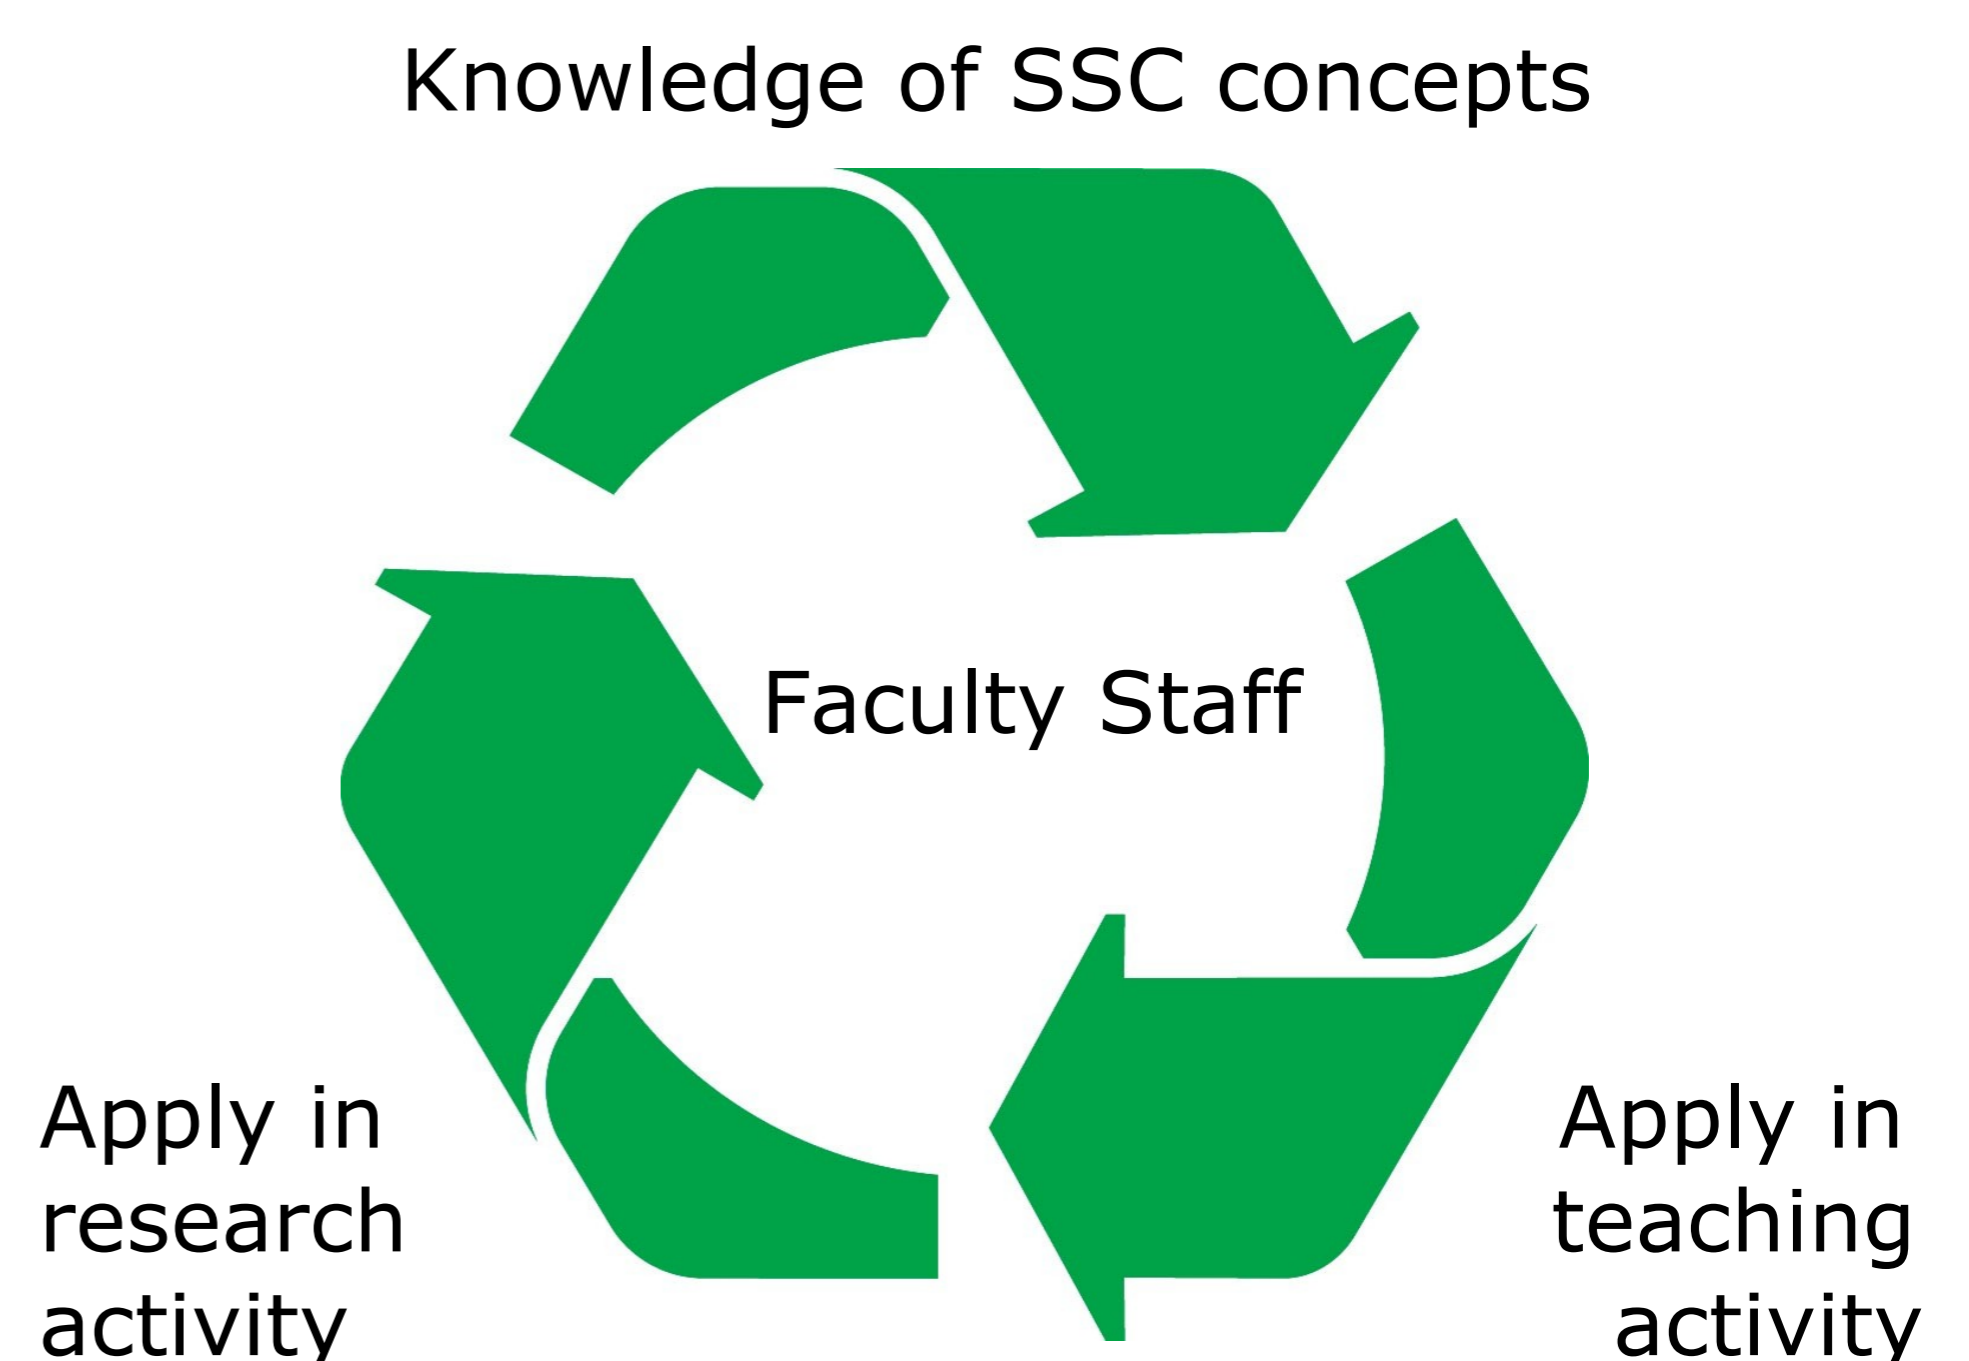 Knowledge of SSC concepts
Faculty Staff
Apply in
research
activity
Apply in
teaching
activity